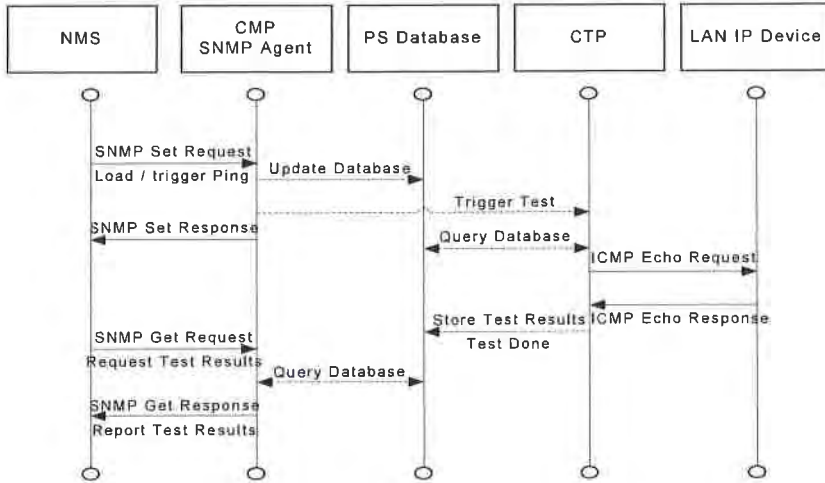 NMS
CMP
SNMP Agent
PS Database
CTP
LAN IP Device
SNMP Set Request
Load / trigger Ping
Update Database
Trigger Test
SNMP Set Response
Query Database
ICMP Echo Request
Store Test Results
ICMP Echo Response
Test Done
SNMP Get Request
Request Test Results
Query Database
SNMP Get Response
Report Test Results